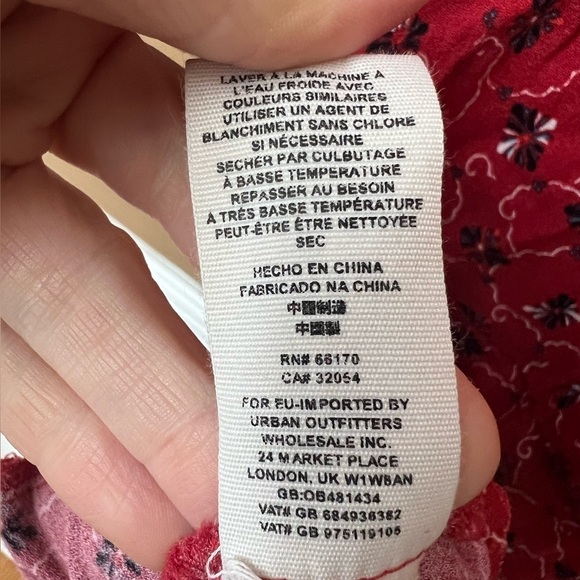 LAVER À LA MACHINE A
L'EAU FROIDE AVEC
COULEURS SIMILAIRES
UTILISER UN AGENT DE
BLANCHIMENT SANS CHLORE
SI NÉCESSAIRE
SECHER PAR CULBUTAGE
À BASSE TEMPERATURE
REPASSER AU BESOIN
À TRÈS BASSE TEMPÉRATURE
PEUT-ÊTRE ÊTRE NETTOYÉE
SEC
HECHO EN CHINA
FABRICADO NA CHINA
中國制造
中國製
RN# 66170
CA# 32054
FOR EU-IMPORTED BY
URBAN OUTFITTERS
WHOLESALE INC.
24 MARKET PLACE
LONDON, UK W1W8AN
GB:OB481434
VAT# GB 684936382
VAT# GB 975119105